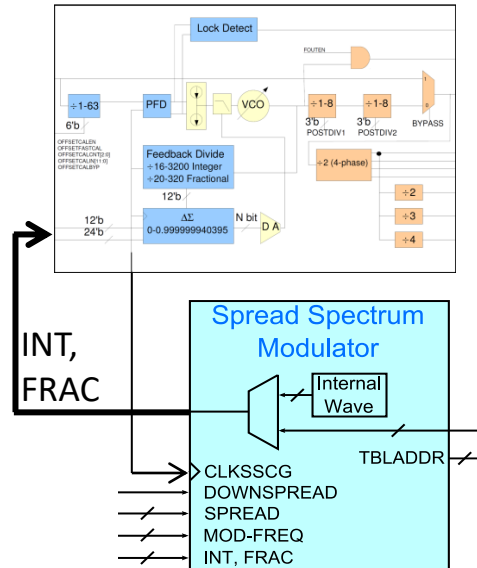 Lock Detect
FOUTEN
÷1-63
PFD
VCO
÷1-8
÷1-8
1
0
6'b
3'b
3'b
BYPASS
POSTDIV1
POSTDIV2
OFFSETCALEN
OFFSETFASTCAL
OFFSETCALCNT[2:0]
OFFSETCALIN[11:0]
OFFSETCALBYP
Feedback Divide
÷16-3200 Integer
÷20-320 Fractional
÷2 (4-phase)
12'b
÷2
÷3
÷4
12'b
24'b
ΔΣ
0-0.999999940395
N bit
D A
INT,
FRAC
Spread Spectrum
Modulator
Internal
Wave
TBLADDR
CLKSSCG
DOWNSPREAD
SPREAD
MOD-FREQ
INT, FRAC